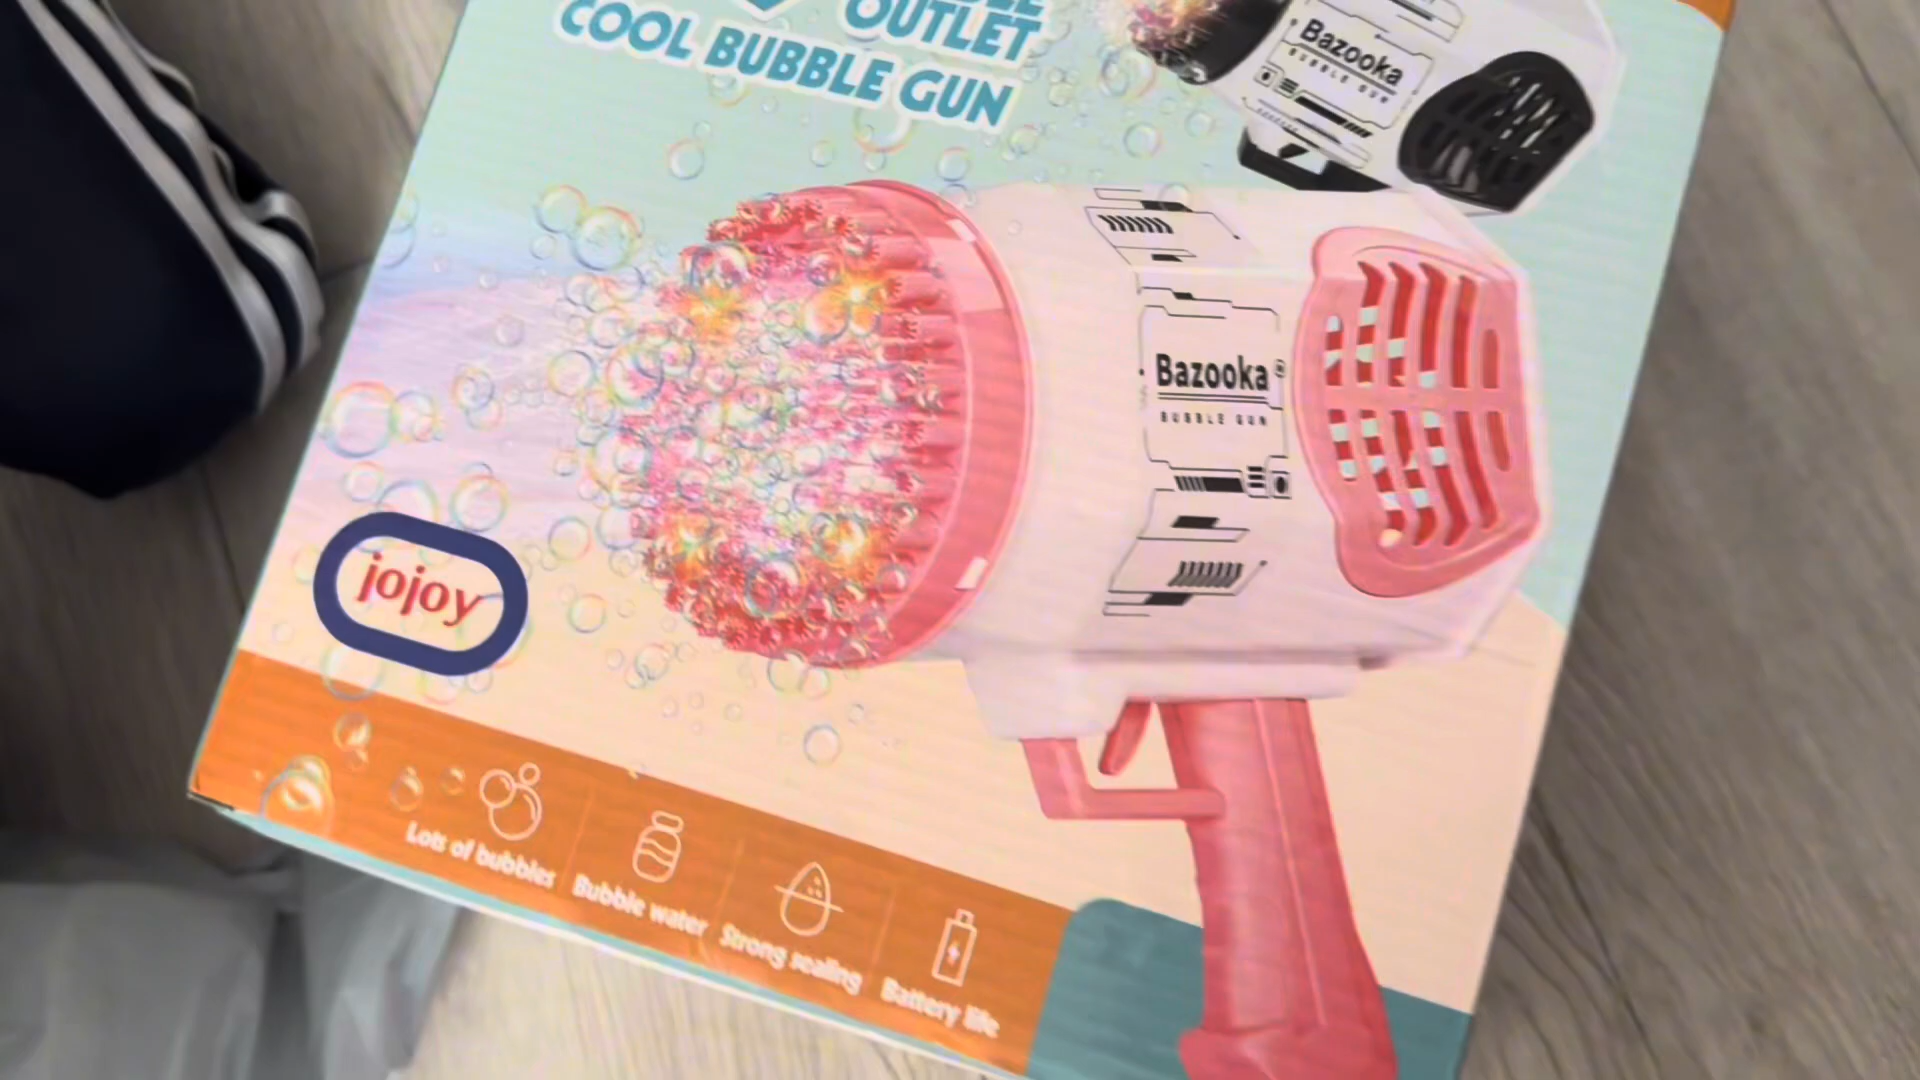 OUTLET
COOL BUBBLE GUN
Bazooka
BUBBLE GUN
Bazooka®
BUBBLE GUN
jojoy
Lots of bubbles
Bubble water
Strong sealing
Battery life